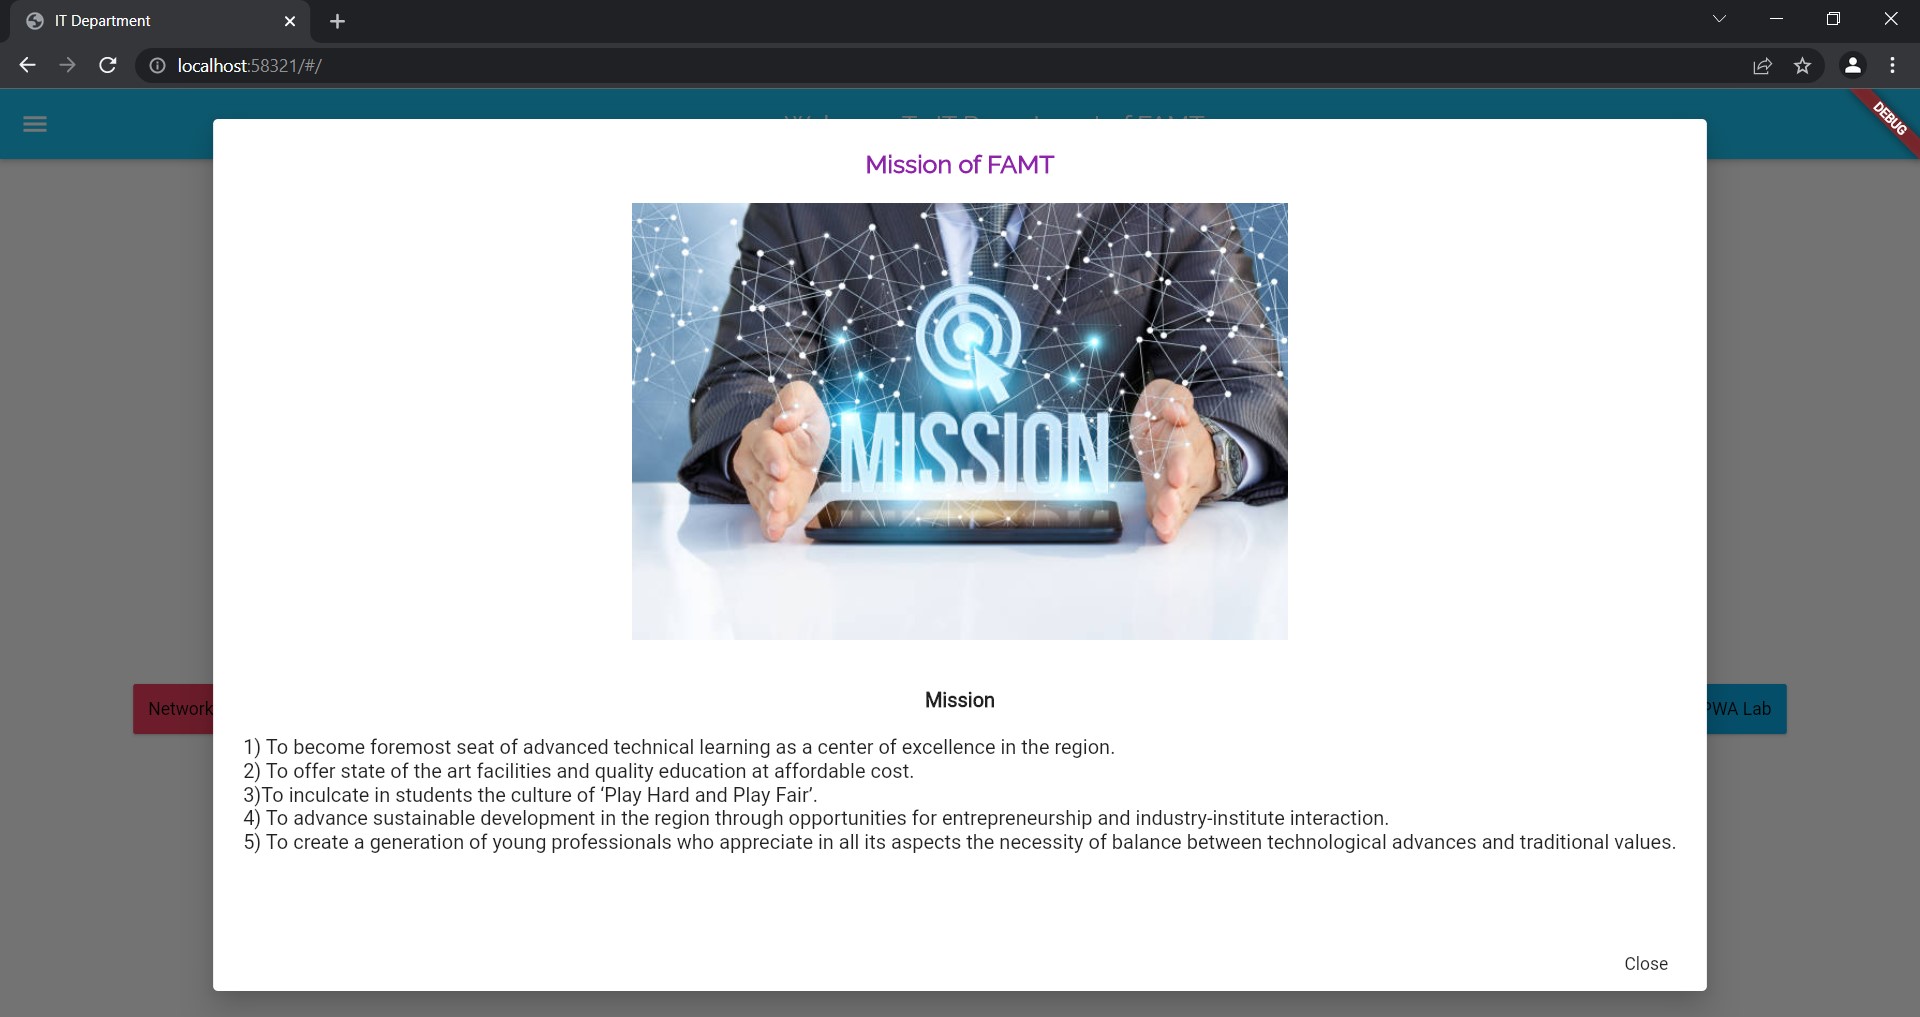 IT Department
localhost:58321/#/
DEBUG
Mission of FAMT
MISSION
Network
PWA Lab
Mission
1) To become foremost seat of advanced technical learning as a center of excellence in the region.
2) To offer state of the art facilities and quality education at affordable cost.
3)To inculcate in students the culture of ‘Play Hard and Play Fair’.
4) To advance sustainable development in the region through opportunities for entrepreneurship and industry-institute interaction.
5) To create a generation of young professionals who appreciate in all its aspects the necessity of balance between technological advances and traditional values.
Close